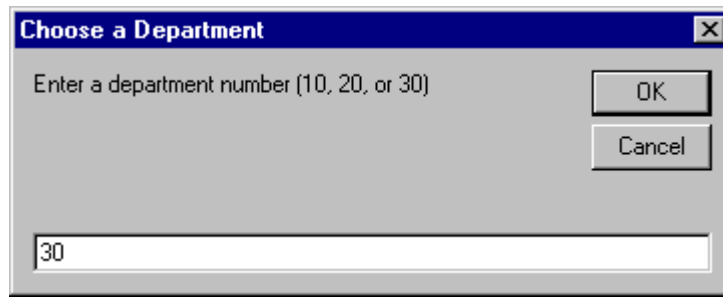 Choose a Department
Enter a department number (10, 20, or 30)
OK
Cancel
30